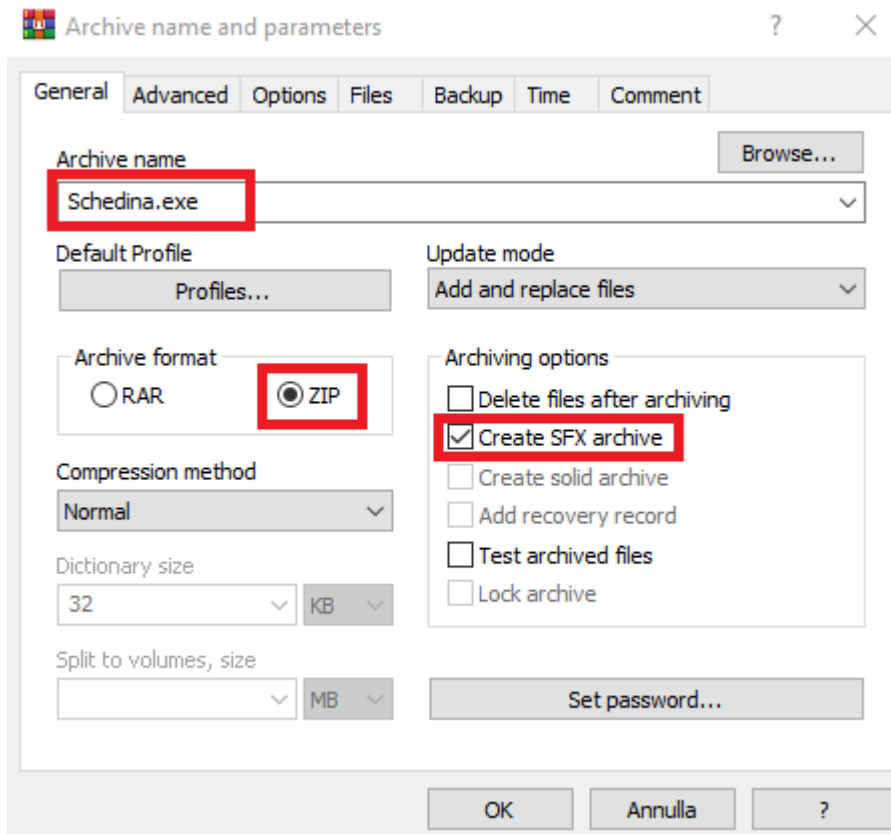 Archive name and parameters
?
General Advanced Options Files Backup Time Comment
Archive name
Browse...
Schedina.exe
Default Profile
Update mode
Profiles...
Add and replace files
Archive format
Archiving options
RAR
ZIP
Delete files after archiving
Create SFX archive
Compression method
Create solid archive
Normal
Add recovery record
Dictionary size
Test archived files
32
KB
Lock archive
Split to volumes, size
MB
Set password...
OK
Annulla
?